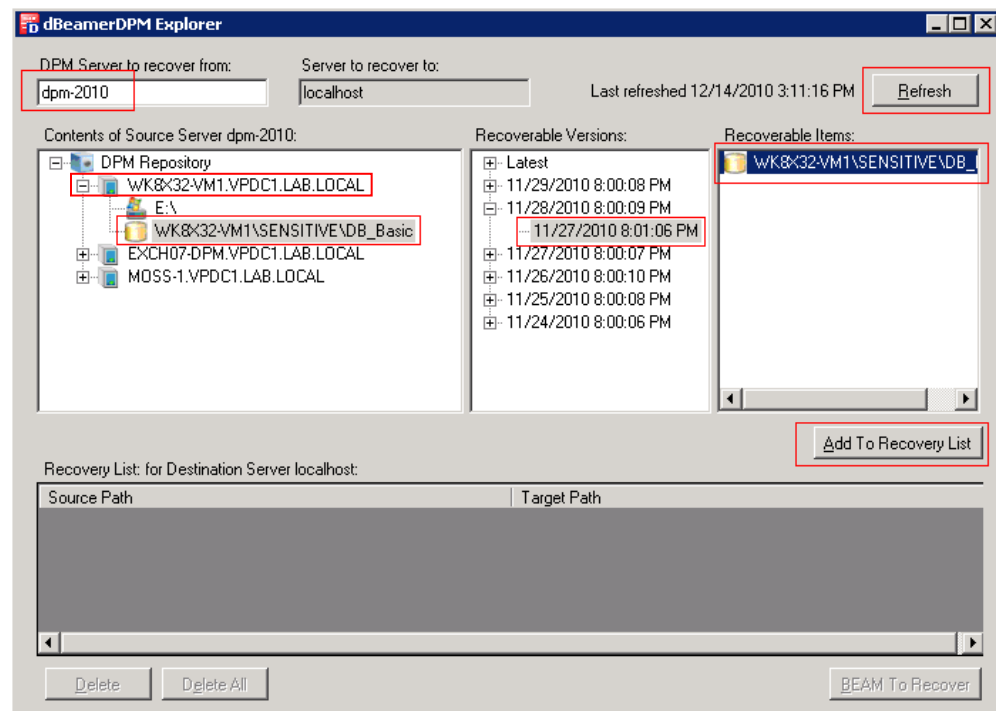 dBeamerDPM Explorer
DPM Server to recover from:
Server to recover to:
dpm-2010
localhost
Last refreshed 12/14/2010 3:11:16 PM
Refresh
Contents of Source Server dpm-2010:
Recoverable Versions:
Recoverable Items:
DPM Repository
WK8X32-VM1.VPDC1.LAB.LOCAL
E:\
WK8X32-VM1\SENSITIVE\DB_Basic
EXCH07-DPM.VPDC1.LAB.LOCAL
MOSS-1.VPDC1.LAB.LOCAL
Latest
11/29/2010 8:00:08 PM
11/28/2010 8:00:09 PM
11/27/2010 8:01:06 PM
11/27/2010 8:00:07 PM
11/26/2010 8:00:10 PM
11/25/2010 8:00:08 PM
11/24/2010 8:00:06 PM
WK8X32-VM1\SENSITIVE\DB_
Add To Recovery List
Recovery List: for Destination Server localhost:
Source Path
Target Path
Delete
Delete All
BEAM To Recover